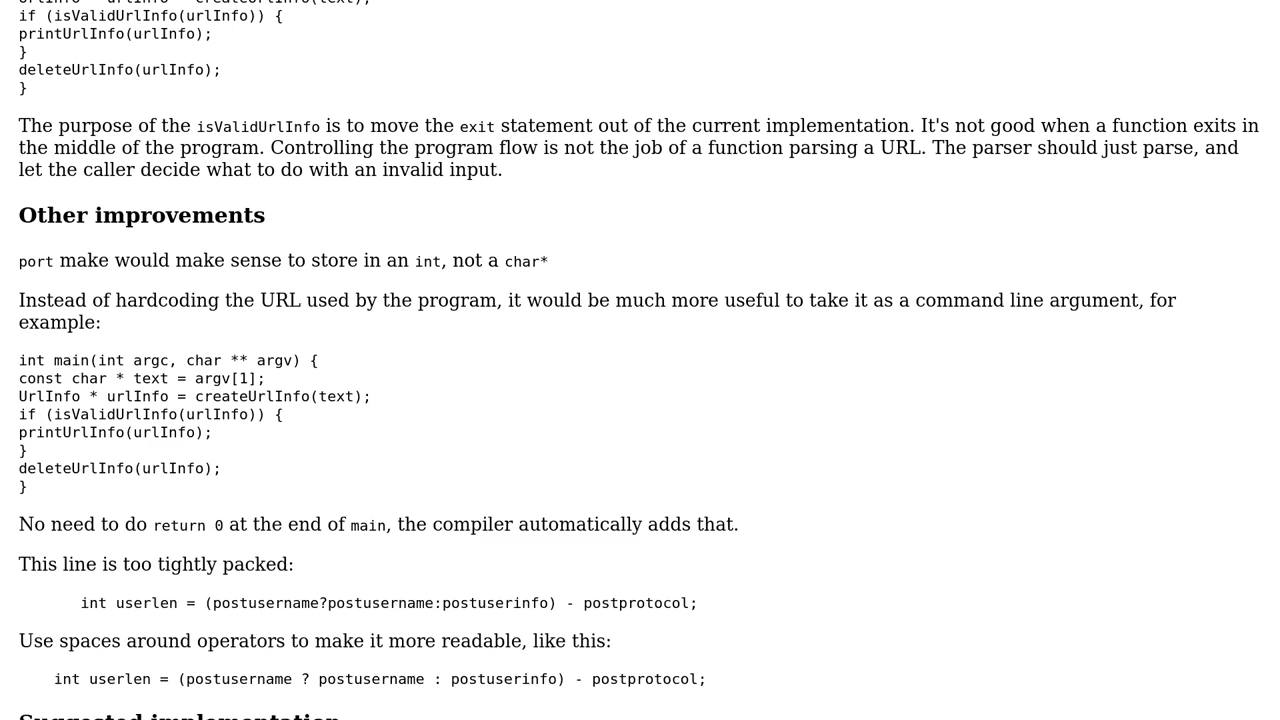 urlInfo * urlInfo = createUrlInfo(text);
if (isValidUrlInfo(urlInfo)) {
printUrlInfo(urlInfo);
}
deleteUrlInfo(urlInfo);
}
The purpose of the isValidUrlInfo is to move the exit statement out of the current implementation. It's not good when a function exits in
the middle of the program. Controlling the program flow is not the job of a function parsing a URL. The parser should just parse, and
let the caller decide what to do with an invalid input.
Other improvements
port make would make sense to store in an int, not a char*
Instead of hardcoding the URL used by the program, it would be much more useful to take it as a command line argument, for
example:
int main(int argc, char ** argv) {
const char * text = argv[1];
UrlInfo * urlInfo = createUrlInfo(text);
if (isValidUrlInfo(urlInfo)) {
printUrlInfo(urlInfo);
}
deleteUrlInfo(urlInfo);
}
No need to do return 0 at the end of main, the compiler automatically adds that.
This line is too tightly packed:
int userlen = (postusername?postusername:postuserinfo) - postprotocol;
Use spaces around operators to make it more readable, like this:
int userlen = (postusername ? postusername : postuserinfo) - postprotocol;
Suggested implementation